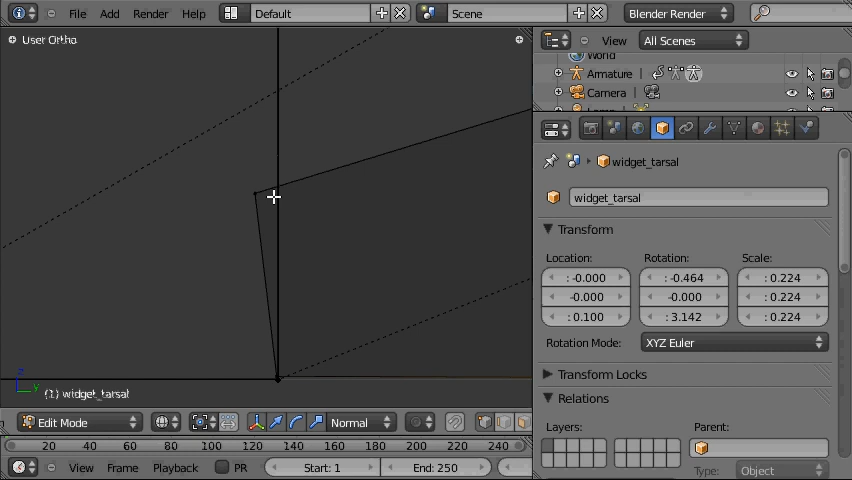 File Add Render Help Default Scene Blender Render
User Ortho
View All Scenes
World
Armature
Camera
widget_tarsal
widget_tarsal
Transform
Location: Rotation: Scale:
: -0.000 : -0.464 : 0.224
-0.000 -0.000 : 0.224
: 0.100 : 3.142 : 0.224
Rotation Mode: XYZ Euler
Transform Locks
Relations
Layers: Parent:
Type: Object
z
y
(1) widget_tarsal
Edit Mode Normal
20 40 60 80 100 120 140 160 180 200 220 240
View Frame Playback PR Start: 1 End: 250